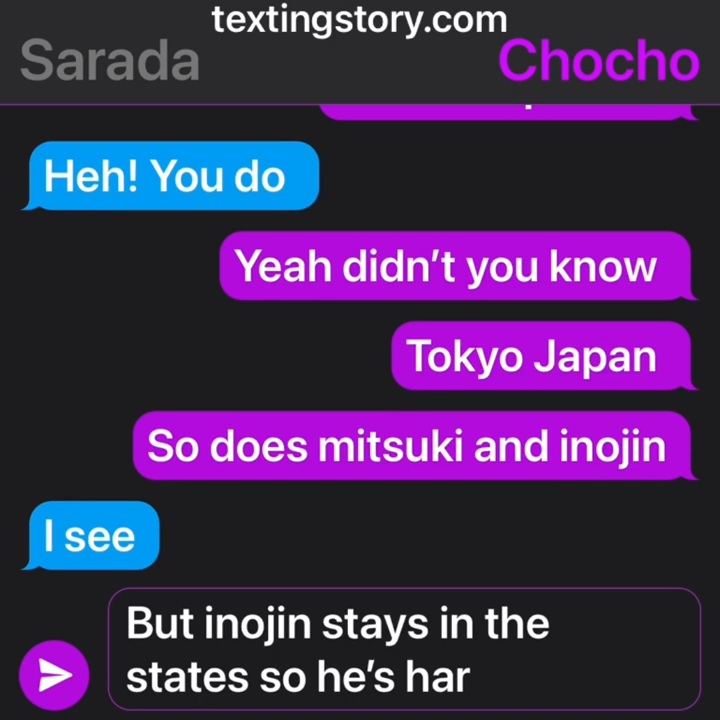 textingstory.com
Sarada
Chocho
Heh! You do
Yeah didn’t you know
Tokyo Japan
So does mitsuki and inojin
I see
But inojin stays in the
states so he’s har